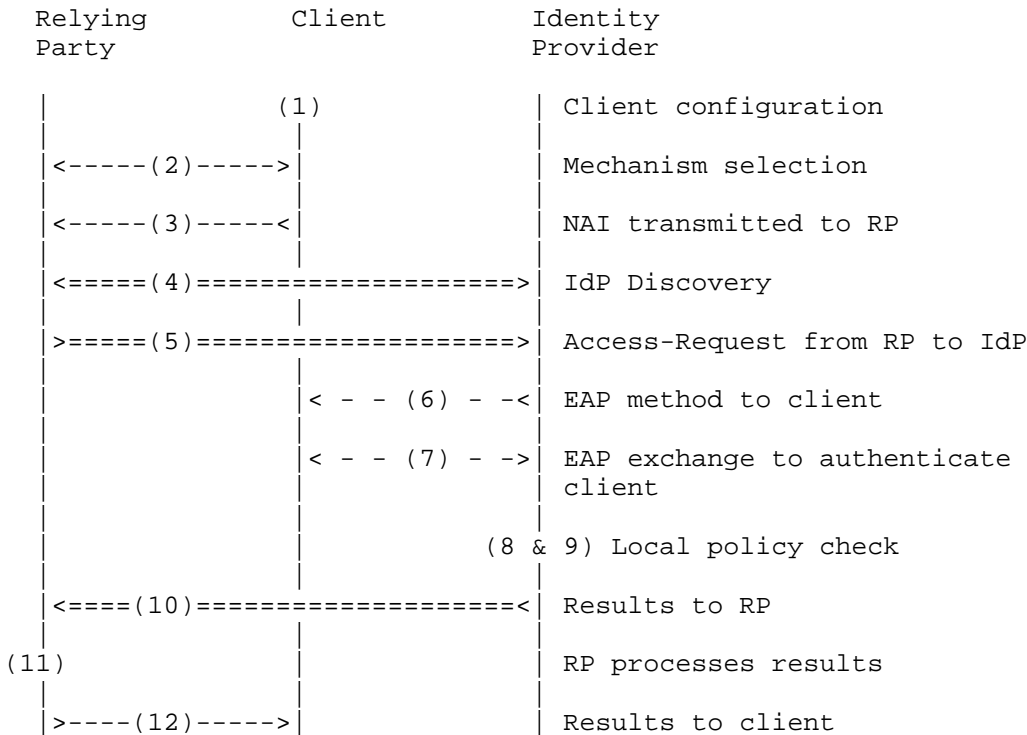 Relying Client Identity
Party Provider
(1) Client configuration
<-----(2)-----> Mechanism selection
<-----(3)-----< NAI transmitted to RP
<=====(4)====================> IdP Discovery
>=====(5)====================> Access-Request from RP to IdP
< - - (6) - -< EAP method to client
< - - (7) - -> EAP exchange to authenticate
client
(8 & 9) Local policy check
<====(10)====================< Results to RP
(11) RP processes results
>----(12)-----> Results to client